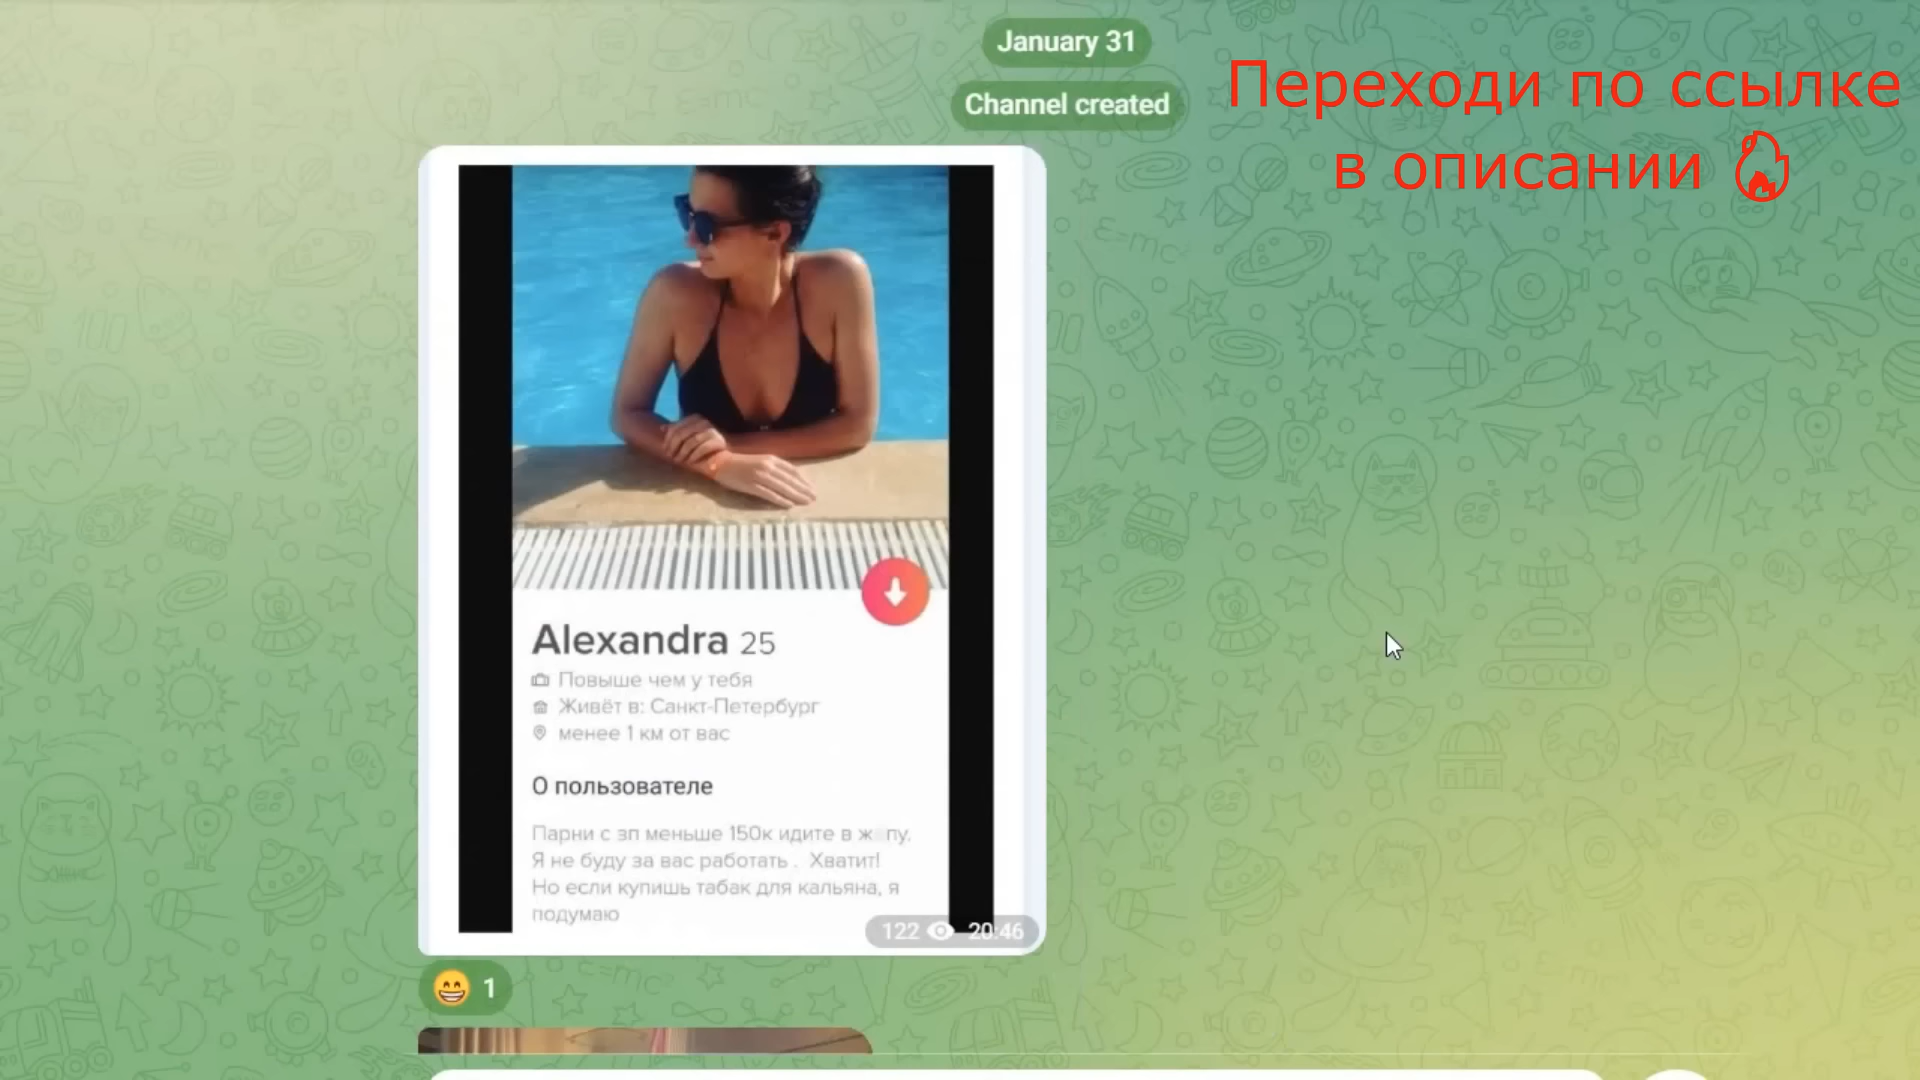 January 31
Channel created
Переходи по ссылке
в описании
Alexandra 25
Повыше чем у тебя
Живёт в: Санкт-Петербург
менее 1 км от вас
О пользователе
Парни с зп меньше 150к идите в ж пу.
Я не буду за вас работать . Хватит!
Но если купишь табак для кальяна, я
подумаю
122 20:46
1